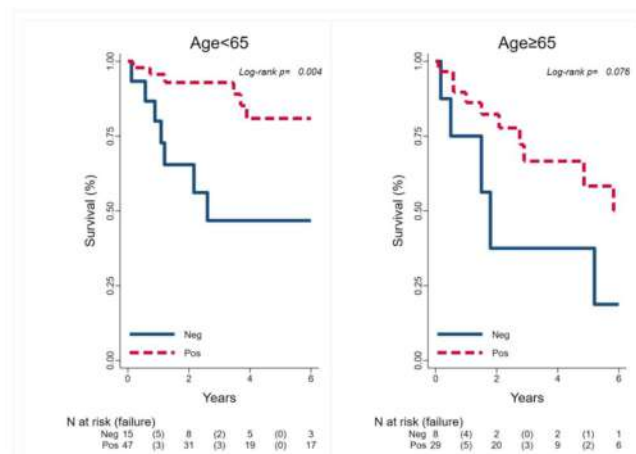 Age<65
Log-rank p= 0.004
Survival (%)
1.00
0.75
0.50
0.25
0.00
Neg
Pos
0 2 4 6
Years
N at risk (failure)
Neg 15 (5) 8 (2) 5 (0) 3
Pos 47 (3) 31 (3) 19 (0) 17
Age≥65
Log-rank p= 0.076
Survival (%)
1.00
0.75
0.50
0.25
0.00
Neg
Pos
0 2 4 6
Years
N at risk (failure)
Neg 8 (4) 2 (0) 2 (1) 1
Pos 29 (5) 20 (3) 9 (2) 6